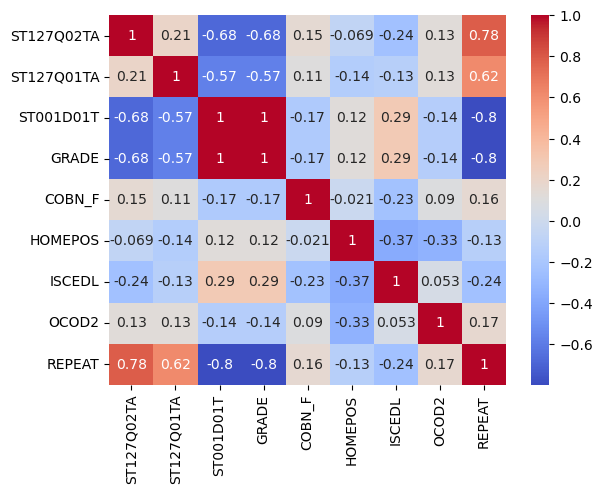 ST127Q02TA 1 0.21 -0.68 -0.68 0.15 -0.069 -0.24 0.13 0.78
ST127Q01TA 0.21 1 -0.57 -0.57 0.11 -0.14 -0.13 0.13 0.62
ST001D01T -0.68 -0.57 1 1 -0.17 0.12 0.29 -0.14 -0.8
GRADE -0.68 -0.57 1 1 -0.17 0.12 0.29 -0.14 -0.8
COBN_F 0.15 0.11 -0.17 -0.17 1 -0.021 -0.23 0.09 0.16
HOMEPOS -0.069 -0.14 0.12 0.12 -0.021 1 -0.37 -0.33 -0.13
ISCEDL -0.24 -0.13 0.29 0.29 -0.23 -0.37 1 0.053 -0.24
OCOD2 0.13 0.13 -0.14 -0.14 0.09 -0.33 0.053 1 0.17
REPEAT 0.78 0.62 -0.8 -0.8 0.16 -0.13 -0.24 0.17 1
ST127Q02TA
ST127Q01TA
ST001D01T
GRADE
COBN_F
HOMEPOS
ISCEDL
OCOD2
REPEAT
1.0
0.8
0.6
0.4
0.2
0.0
−0.2
−0.4
−0.6